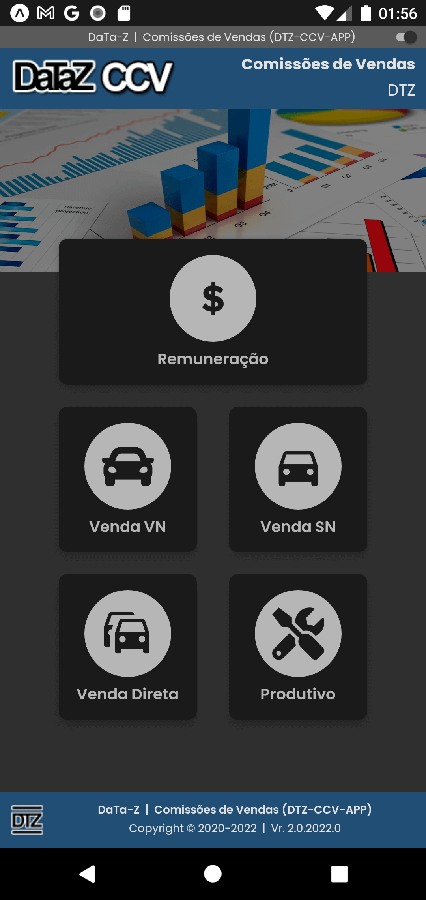 01:56
DaTa-Z | Comissões de Vendas (DTZ-CCV-APP)
DaTaZ CCV
Comissões de Vendas
DTZ
$
Remuneração
Venda VN
Venda SN
Venda Direta
Produtivo
DTZ
DaTa-Z | Comissões de Vendas (DTZ-CCV-APP)
Copyright © 2020-2022 | Vr. 2.0.2022.0